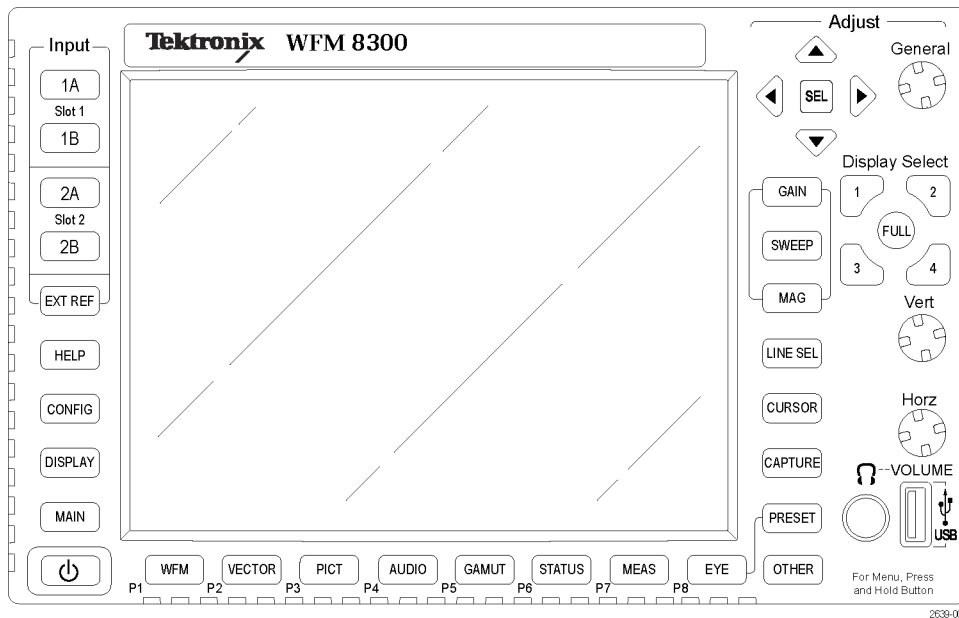 Tektronix WFM 8300
Input
1A
Slot 1
1B
2A
Slot 2
2B
EXT REF
HELP
CONFIG
DISPLAY
MAIN
WFM
VECTOR
PICT
AUDIO
GAMUT
STATUS
MEAS
EYE
P1
P2
P3
P4
P5
P6
P7
P8
Adjust
General
SEL
Display Select
1
2
FULL
3
4
GAIN
SWEEP
MAG
Vert
LINE SEL
CURSOR
Horz
CAPTURE
VOLUME
PRESET
USB
OTHER
For Menu, Press
and Hold Button